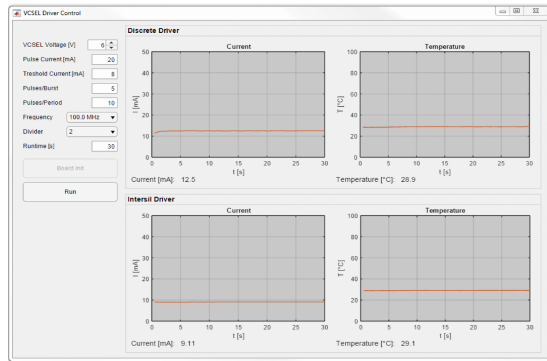 VCSEL Driver Control
VCSEL Voltage [V] 6
Pulse Current [mA] 20
Treshold Current [mA] 8
Pulses/Burst 5
Pulses/Period 10
Frequency 100.0 MHz
Divider 2
Runtime [s] 30
Board init
Run
Discrete Driver
Current
I [mA]
50
40
30
20
10
0
0 5 10 15 20 25 30
t [s]
Current [mA]: 12.5
Temperature
T [°C]
100
80
60
40
20
0
0 5 10 15 20 25 30
t [s]
Temperature [°C]: 28.9
Intersil Driver
Current
I [mA]
50
40
30
20
10
0
0 5 10 15 20 25 30
t [s]
Current [mA]: 9.11
Temperature
T [°C]
100
80
60
40
20
0
0 5 10 15 20 25 30
t [s]
Temperature [°C]: 29.1